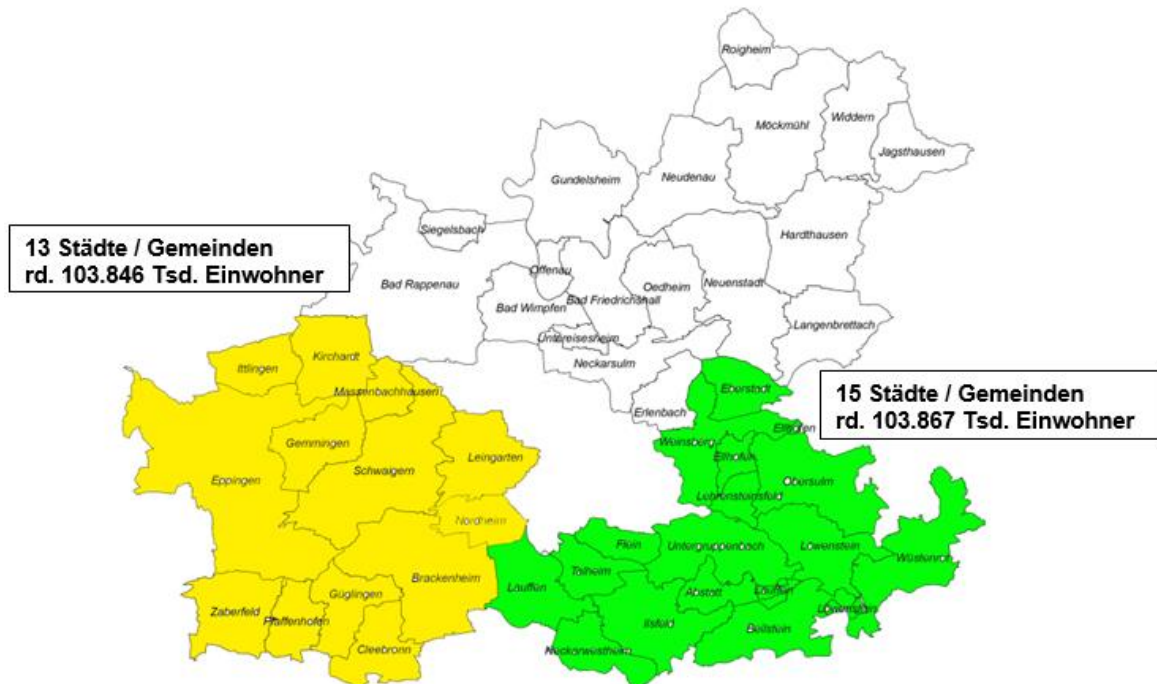 Roigheim
Möckmühl
Widdern
Jagsthausen
Gundelsheim
Neudenau
Siegelsbach
Hardthausen
13 Städte / Gemeinden
rd. 103.846 Tsd. Einwohner
Offenau
Bad Rappenau
Oedheim
Neuenstadt
Bad Wimpfen
Bad Friedrichshall
Langenbrettach
Untereisesheim
Neckarsulm
Kirchardt
Ittlingen
Massenbachhausen
Eberstadt
15 Städte / Gemeinden
rd. 103.867 Tsd. Einwohner
Erlenbach
Gemmingen
Weinsberg
Ellhofen
Leingarten
Schwaigern
Eppingen
Obersulm
Lehrensteinsfeld
Nordheim
Flein
Untergruppenbach
Löwenstein
Wüstenrot
Talheim
Brackenheim
Lauffen
Güglingen
Abstatt
Lauffen
Zaberfeld
Pfaffenhofen
Ilsfeld
Beilstein
Löwenstein
Cleebronn
Neckarwestheim